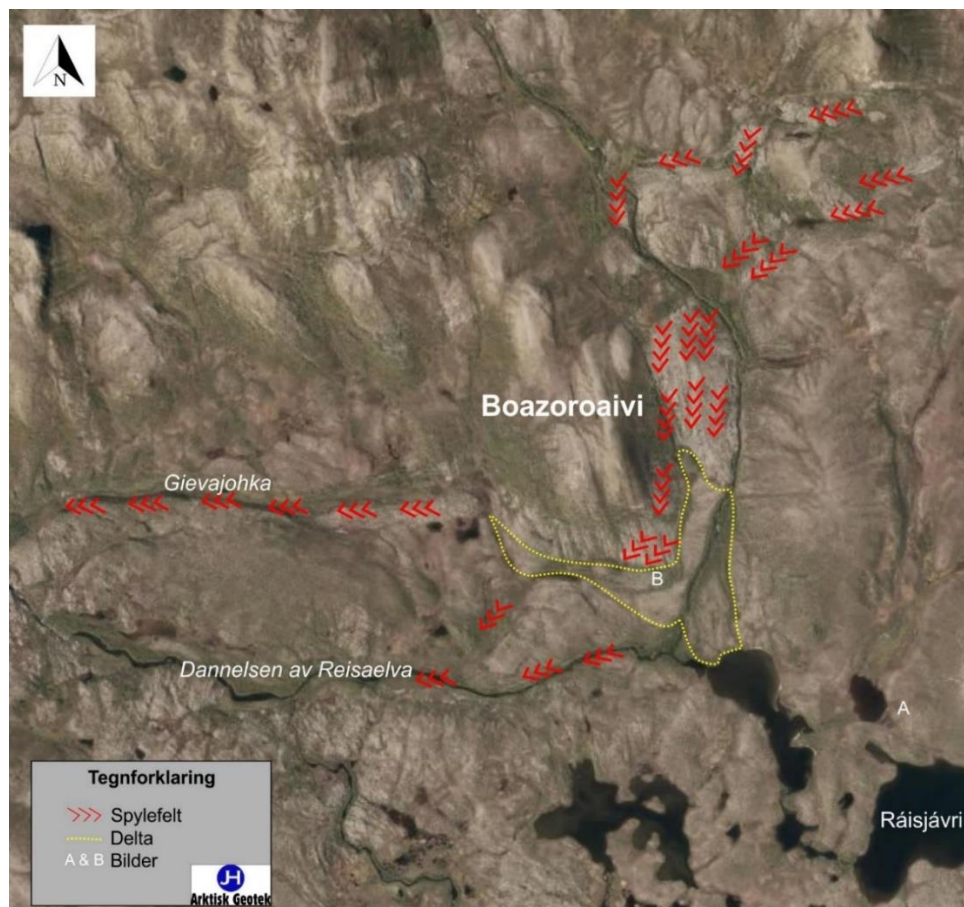 N
Boazoroaivi
Gievajohka
B
Dannelsen av Reisaelva
A
Ráisjávri
Tegnforklaring
Spylefelt
Delta
A & B Bilder
JH
Arktisk Geotek